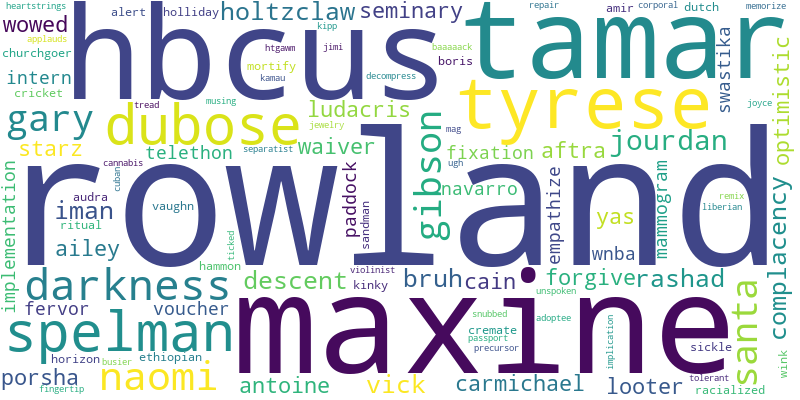 heartstrings
wowed
applauds
churchgoer
intern
cricket
alert
holliday
holtzclaw
seminary
hbcus
kipp
jimi
htgawm
mortify
kamau
baaaaack
boris
decompress
repair
amir
corporal
dutch
memorize
tamar
swastika
optimistic
gary
starz
dubose
tread
musing
ludacris
jewelry
telethon
separatist
waiver
tyrese
mag
joyce
jourdan
fixation
aftra
ugh
navarro
gibson
rowland
cannabis
cuban
audra
iman
vaughn
ritual
ailey
implementation
hammon
ticked
paddock
sandman
empathize
yas
wnba
mammogram
remix
liberian
complacency
darkness
descent
violinist
kinky
bruh
cain
unspoken
forgive
rashad
santa
fervor
voucher
spelman
maxine
snubbed
cremate
passport
precursor
adoptee
implication
sickle
horizon
ethiopian
busier
porsha
fingertip
naomi
antoine
vick
carmichael
looter
tolerant
racialized
wink